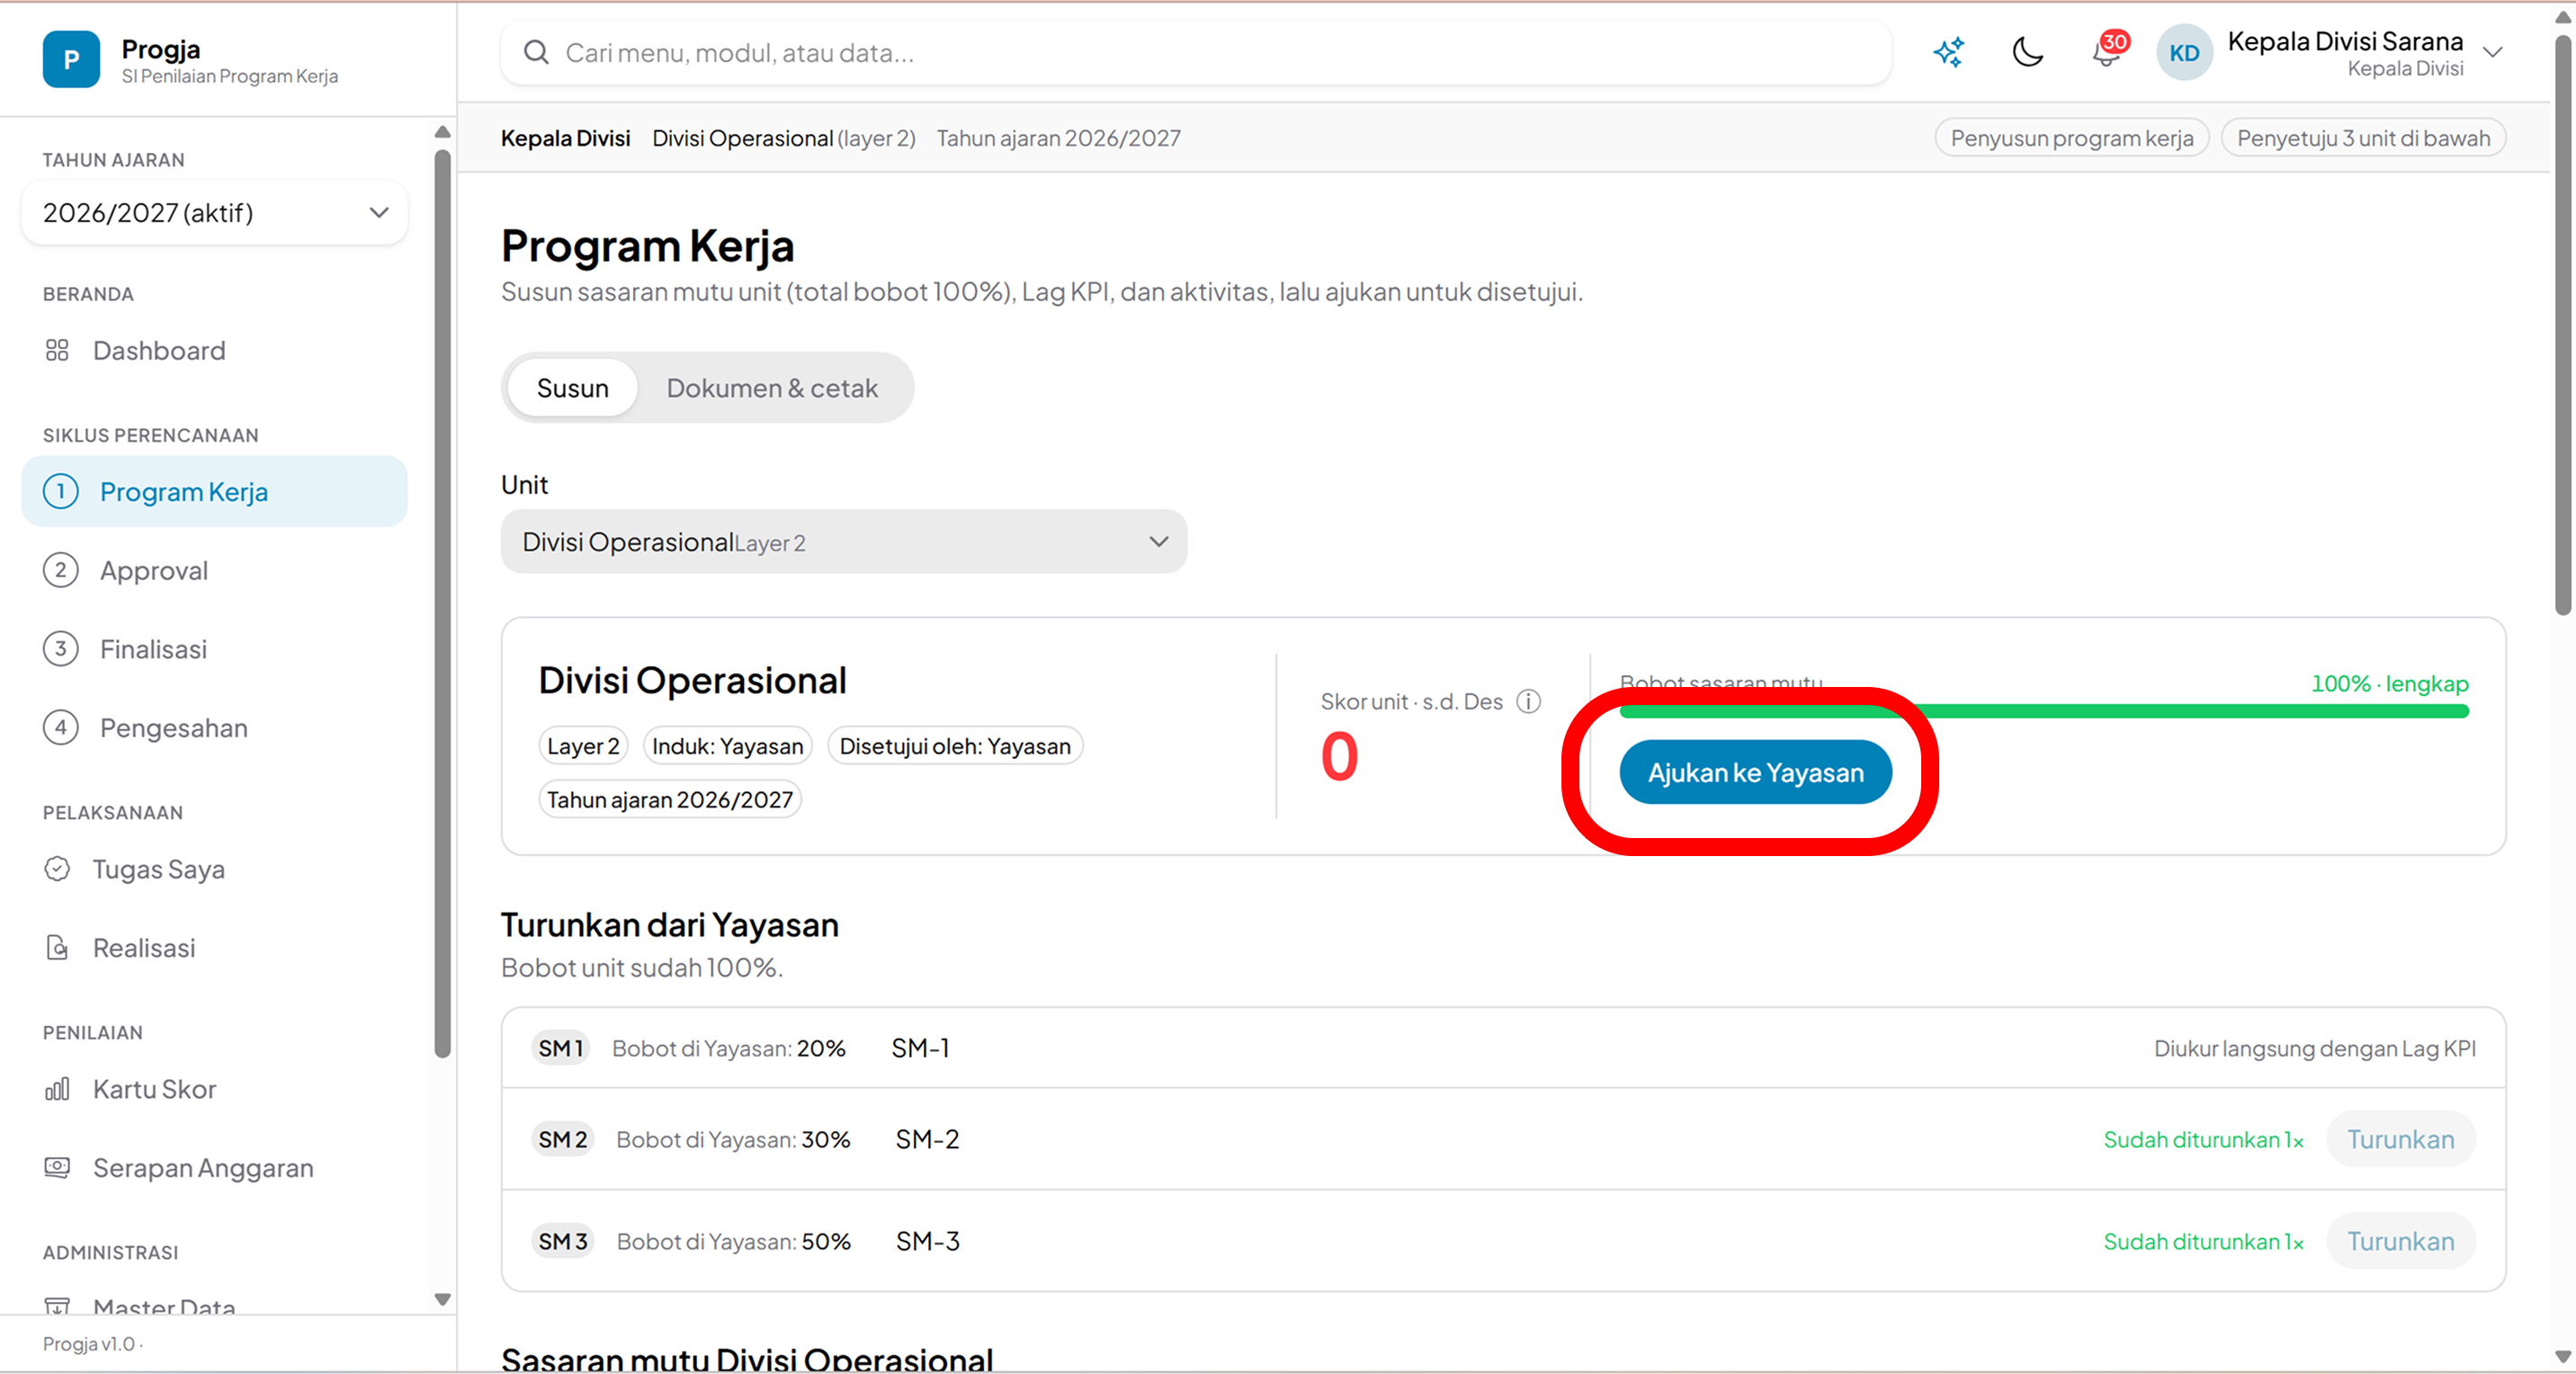 P
Progja
SI Penilaian Program Kerja
TAHUN AJARAN
2026/2027 (aktif)
BERANDA
Dashboard
SIKLUS PERENCANAAN
1 Program Kerja
2 Approval
3 Finalisasi
4 Pengesahan
PELAKSANAAN
Tugas Saya
Realisasi
PENILAIAN
Kartu Skor
Serapan Anggaran
ADMINISTRASI
Master Data
Progja v1.0 ·
Cari menu, modul, atau data...
30
KD
Kepala Divisi Sarana
Kepala Divisi
Kepala Divisi Divisi Operasional (layer 2) Tahun ajaran 2026/2027
Penyusun program kerja Penyetuju 3 unit di bawah
Program Kerja
Susun sasaran mutu unit (total bobot 100%), Lag KPI, dan aktivitas, lalu ajukan untuk disetujui.
Susun Dokumen & cetak
Unit
Divisi OperasionalLayer 2
Divisi Operasional
Layer 2 Induk: Yayasan Disetujui oleh: Yayasan
Tahun ajaran 2026/2027
Skor unit · s.d. Des
0
Bobot sasaran mutu 100% · lengkap
Ajukan ke Yayasan
Turunkan dari Yayasan
Bobot unit sudah 100%.
SM 1 Bobot di Yayasan: 20% SM-1 Diukur langsung dengan Lag KPI
SM 2 Bobot di Yayasan: 30% SM-2 Sudah diturunkan 1× Turunkan
SM 3 Bobot di Yayasan: 50% SM-3 Sudah diturunkan 1× Turunkan
Sasaran mutu Divisi Operasional